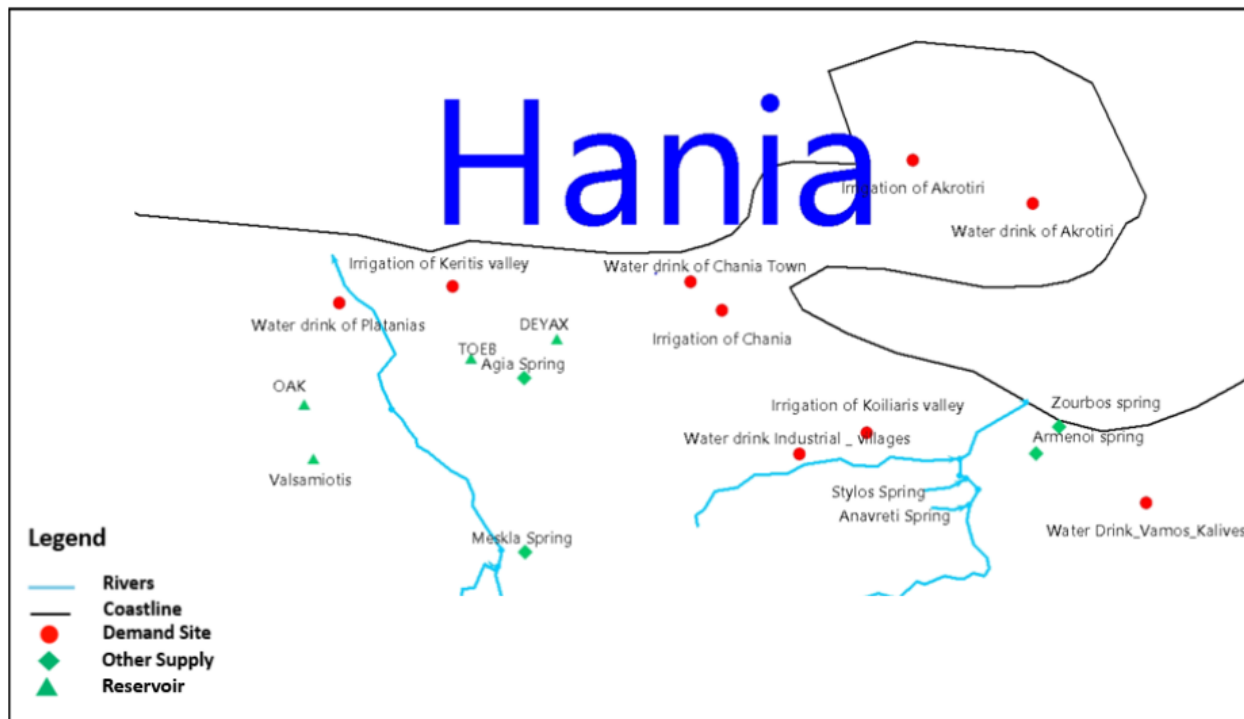 Hania
Irrigation of Akrotiri
Water drink of Akrotiri
Irrigation of Keritis valley
Water drink of Chania Town
Water drink of Platanias
DEYAX
Irrigation of Chania
TOEB
Agia Spring
OAK
Zourbos spring
Irrigation of Koiliaris valley
Armenoi spring
Water drink Industrial _ villages
Valsamiotis
Stylos Spring
Anavreti Spring
Water Drink_Vamos_Kalives
Meskla Spring
Legend
Rivers
Coastline
Demand Site
Other Supply
Reservoir